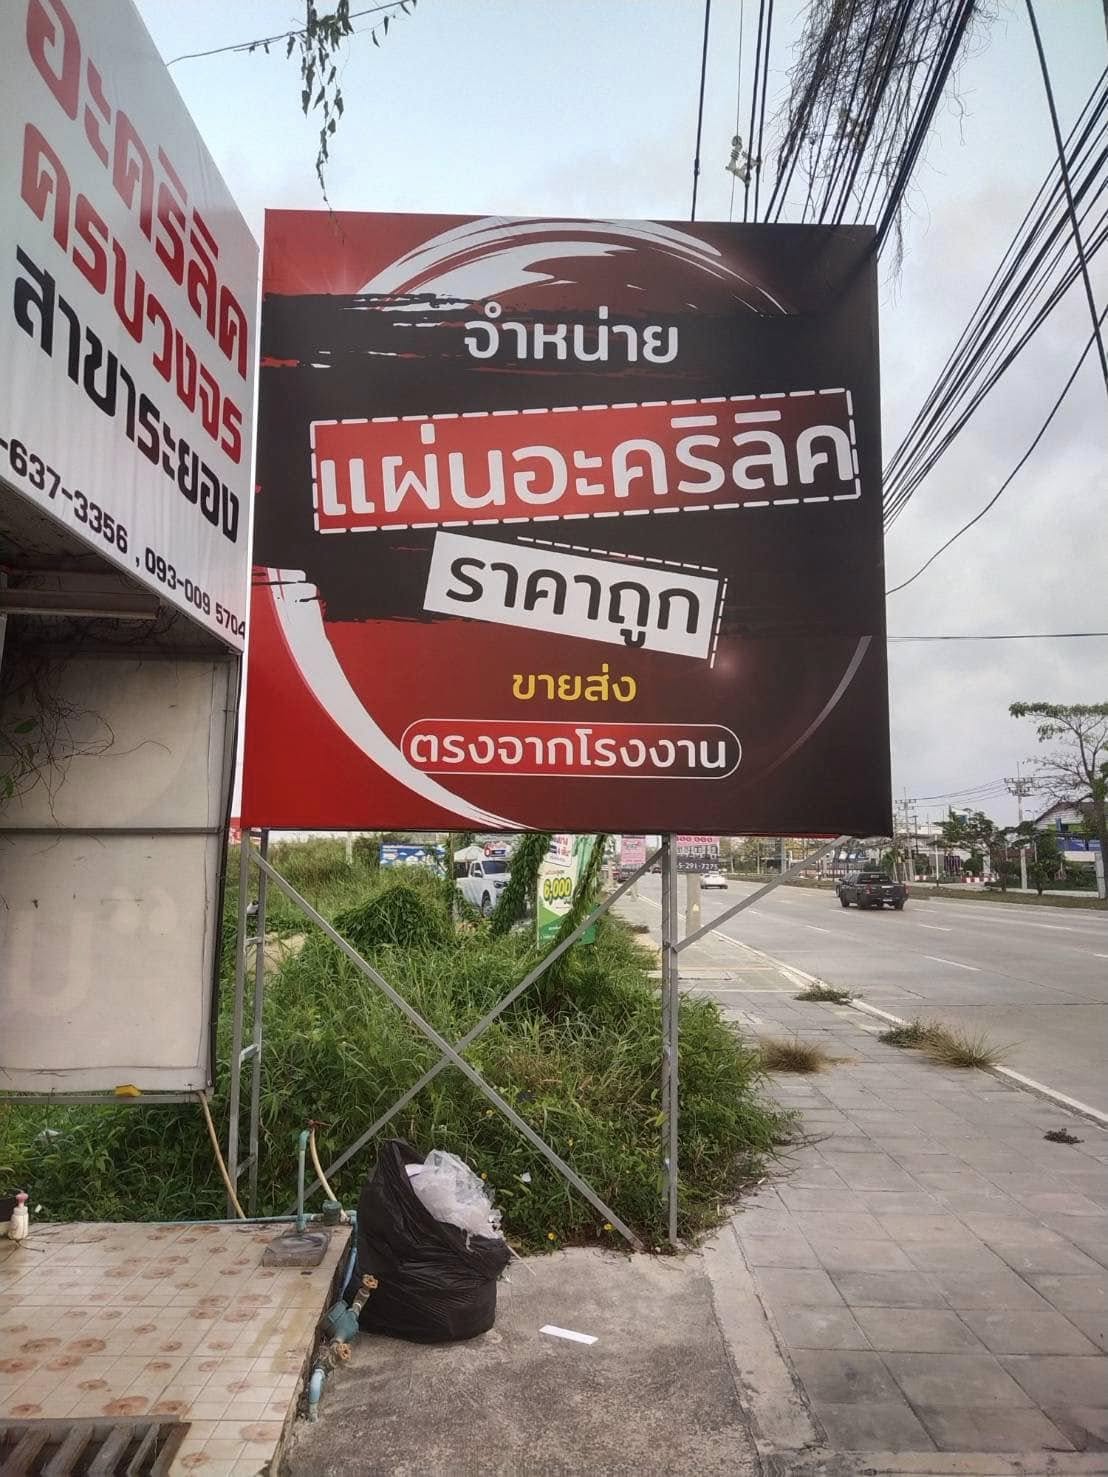 อะคริลิค
ครบวงจร
สาขาระยอง
-637-3356 , 093-009 5704
จำหน่าย
แผ่นอะคริลิค
ราคาถูก
ขายส่ง
ตรงจากโรงงาน
6,000